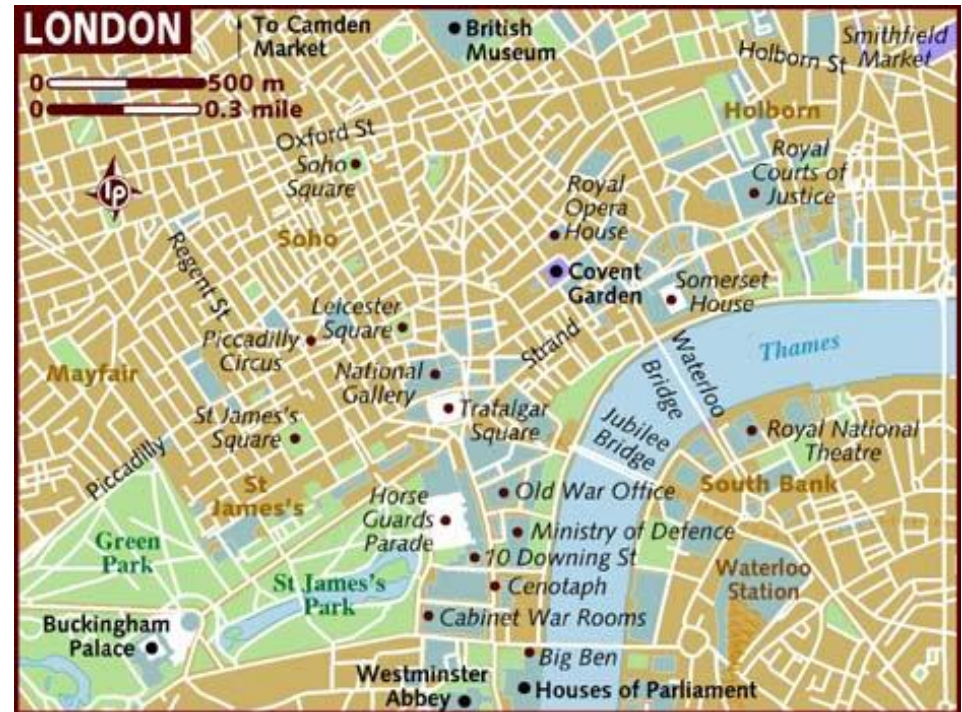 LONDON
To Camden
Market
British
Museum
Smithfield
Market
Holborn St
0 500 m
0 0.3 mile
Holborn
Oxford St
Soho
Square
Royal
Courts of
Justice
lp
Royal
Opera
House
Soho
Regent St
Covent
Garden
Somerset
House
Leicester
Square
Piccadilly
Circus
Strand
Waterloo
Bridge
Thames
Mayfair
National
Gallery
St James's
Square
Trafalgar
Square
Jubilee
Bridge
Royal National
Theatre
Piccadilly
St
James's
Horse
Guards
Parade
Old War Office
South Bank
Ministry of Defence
Green
Park
10 Downing St
Waterloo
Station
St James's
Park
Cenotaph
Cabinet War Rooms
Buckingham
Palace
Big Ben
Westminster
Abbey
Houses of Parliament